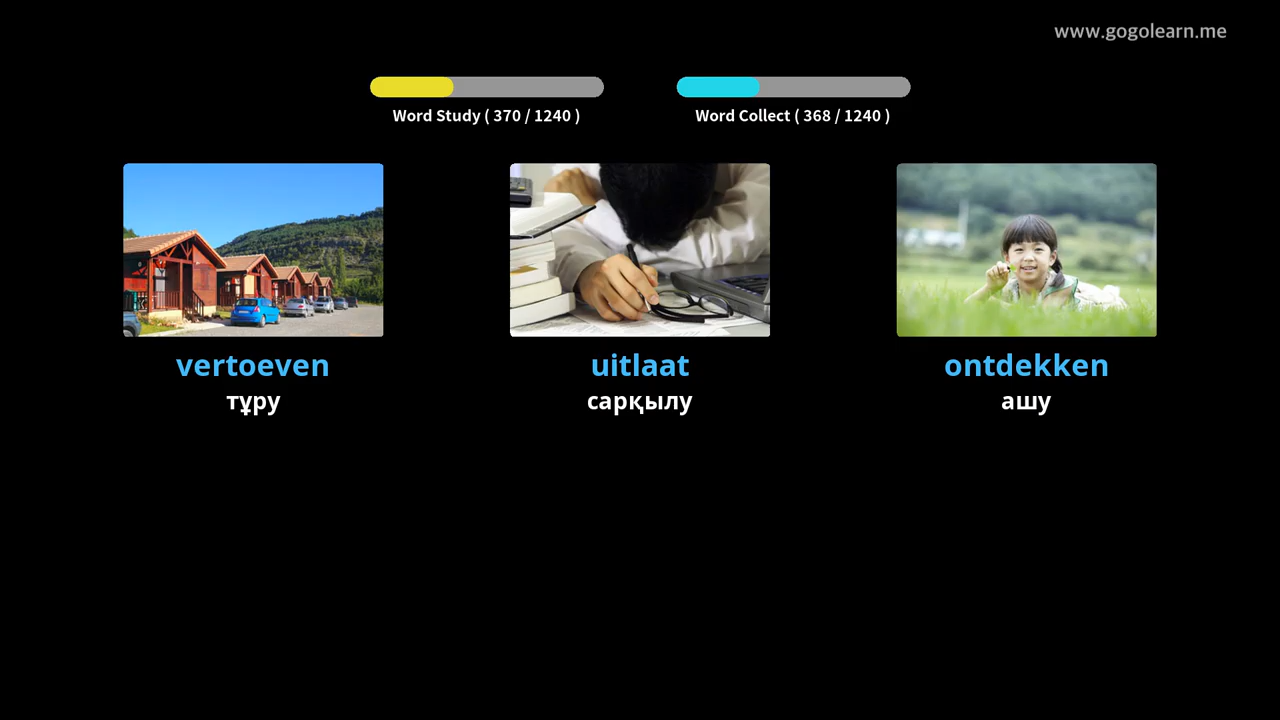 www.gogolearn.me
Word Study ( 370 / 1240 )
Word Collect ( 368 / 1240 )
vertoeven
тұру
uitlaat
сарқылу
ontdekken
ашу